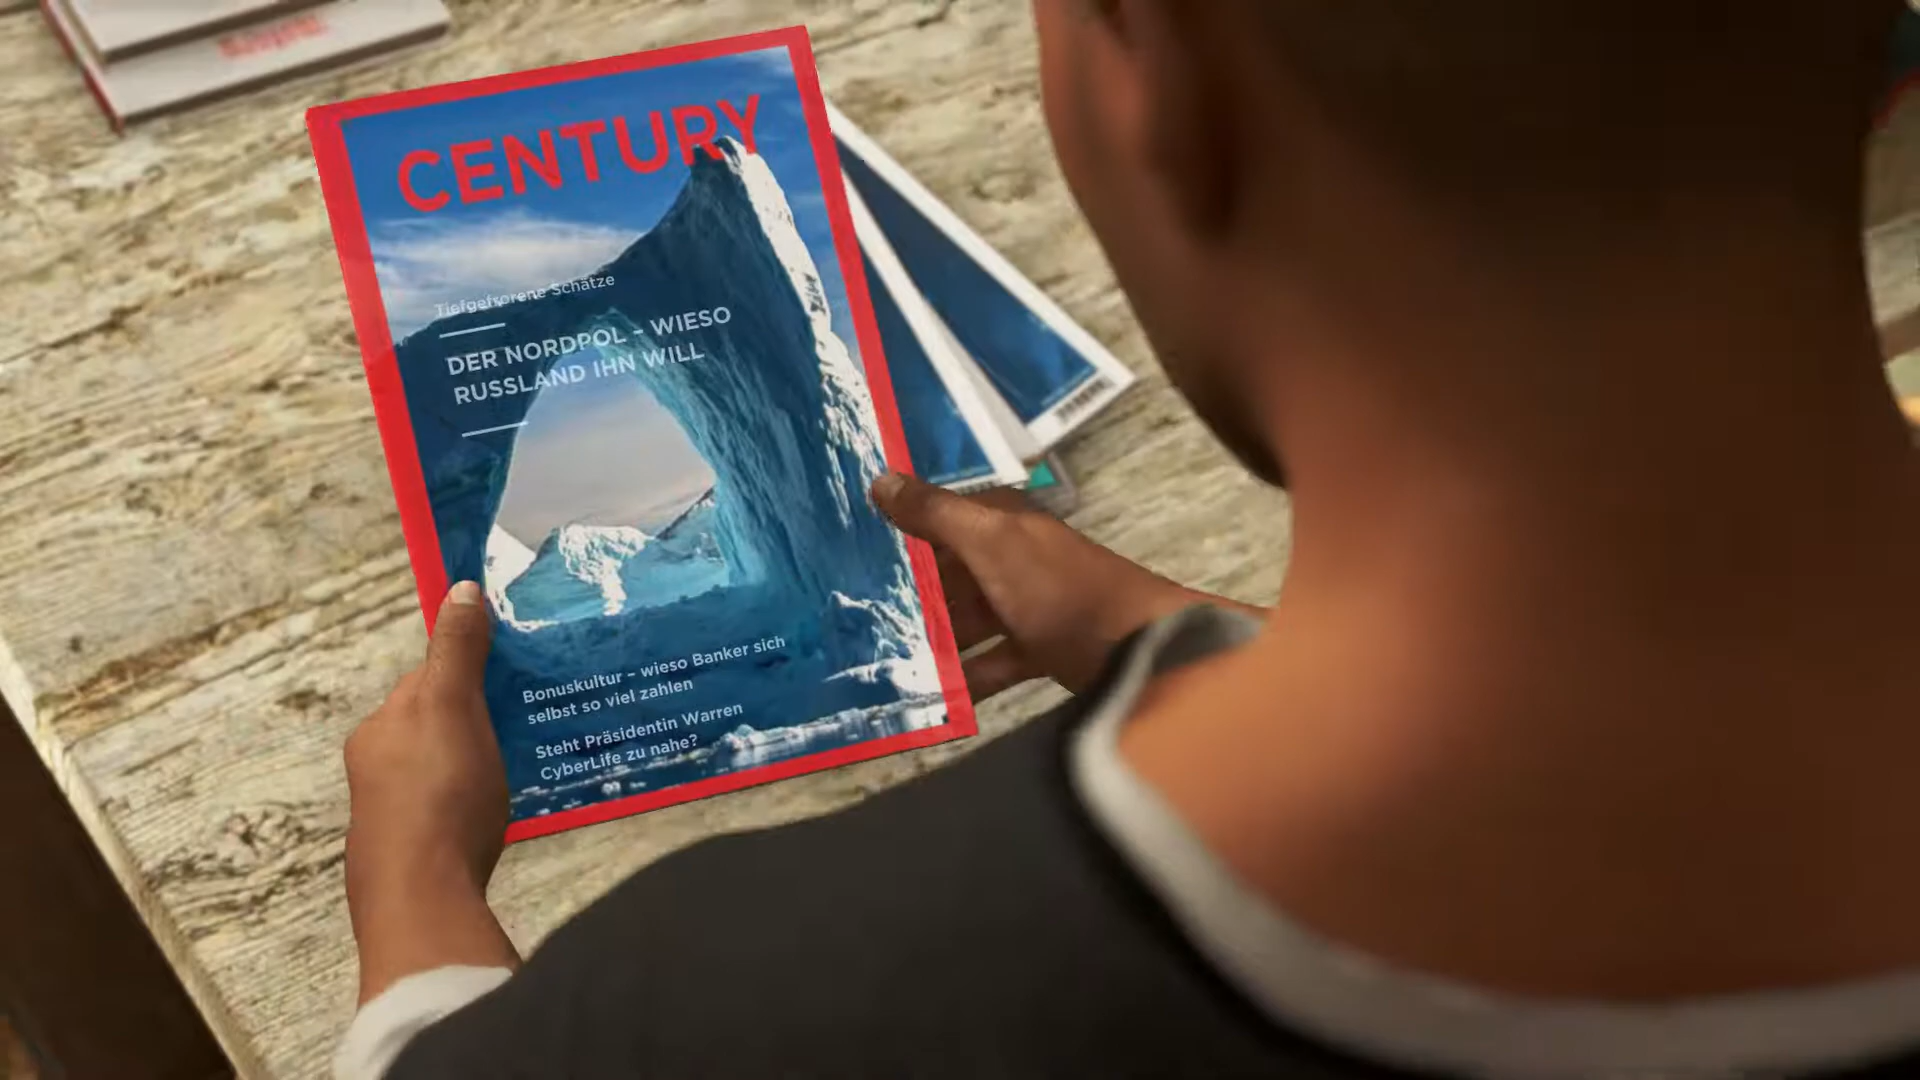 CENTURY
Tiefgefrorene Schätze
DER NORDPOL – WIESO
RUSSLAND IHN WILL
Bonuskultur – wieso Banker sich
selbst so viel zahlen
Steht Präsidentin Warren
CyberLife zu nahe?